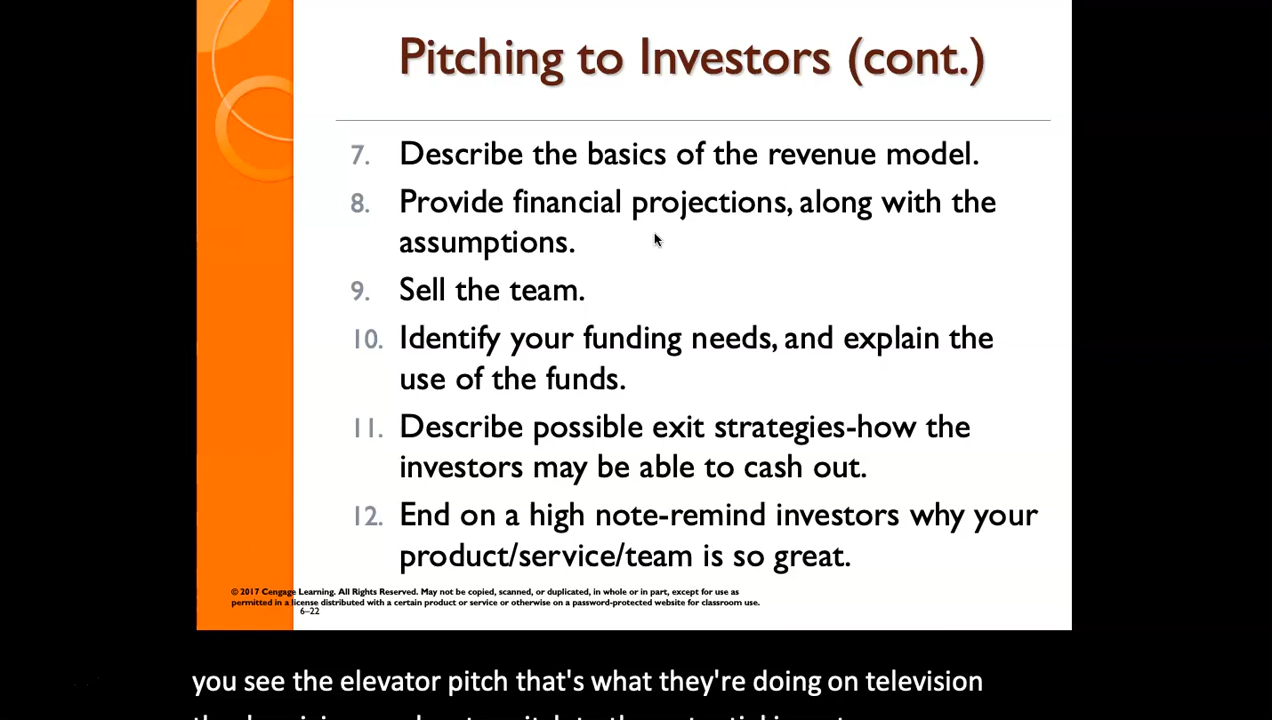 Pitching to Investors (cont.)
7. Describe the basics of the revenue model.
8. Provide financial projections, along with the
assumptions.
9. Sell the team.
10. Identify your funding needs, and explain the
use of the funds.
11. Describe possible exit strategies-how the
investors may be able to cash out.
12. End on a high note-remind investors why your
product/service/team is so great.
© 2017 Cengage Learning. All Rights Reserved. May not be copied, scanned, or duplicated, in whole or in part, except for use as
permitted in a license distributed with a certain product or service or otherwise on a password-protected website for classroom use.
6–22
you see the elevator pitch that's what they're doing on television